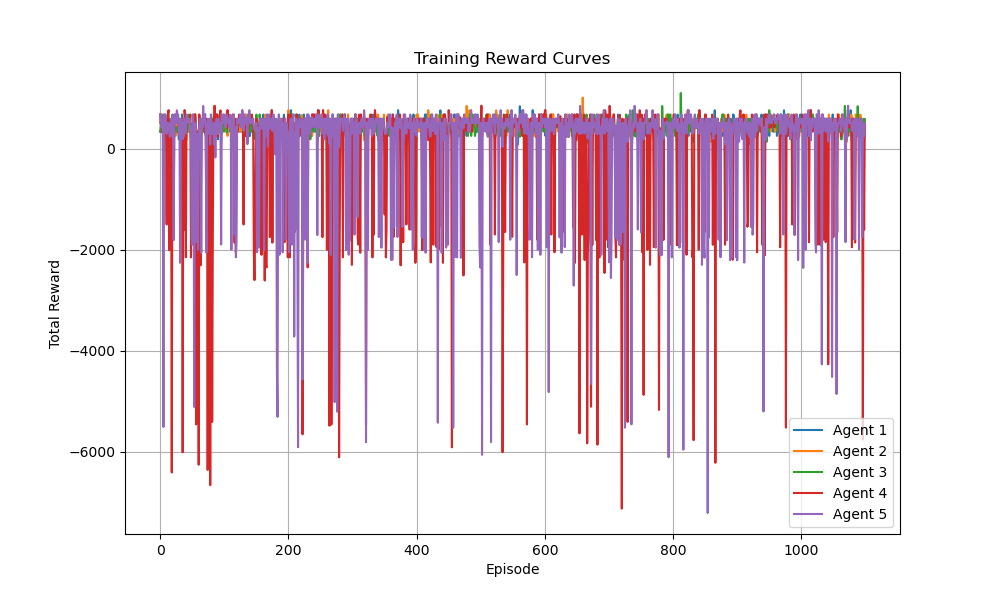 Training Reward Curves
Total Reward
0
−2000
−4000
−6000
Agent 1
Agent 2
Agent 3
Agent 4
Agent 5
0 200 400 600 800 1000
Episode